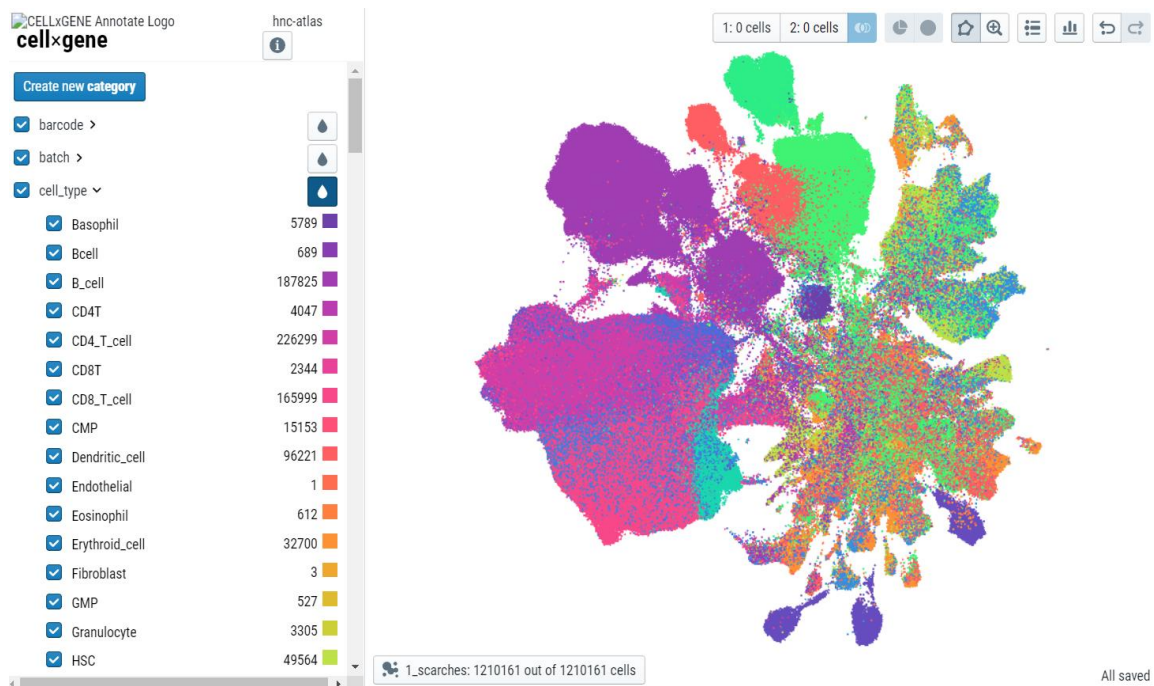 CELLxGENE Annotate Logo
cell×gene
hnc-atlas
1: 0 cells
2: 0 cells
Create new category
barcode
batch
cell_type
Basophil 5789
Bcell 689
B_cell 187825
CD4T 4047
CD4_T_cell 226299
CD8T 2344
CD8_T_cell 165999
CMP 15153
Dendritic_cell 96221
Endothelial 1
Eosinophil 612
Erythroid_cell 32700
Fibroblast 3
GMP 527
Granulocyte 3305
HSC 49564
1_scarches: 1210161 out of 1210161 cells
All saved